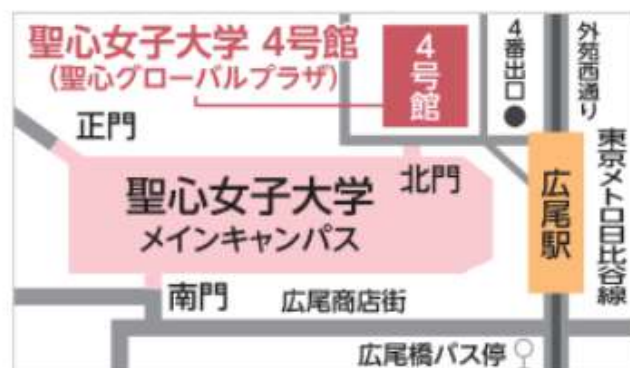 聖心女子大学 4号館
(聖心グローバルプラザ)
4号館
4番出口
外苑西通り
正門
北門
聖心女子大学
メインキャンパス
広尾駅
東京メトロ日比谷線
南門
広尾商店街
広尾橋バス停